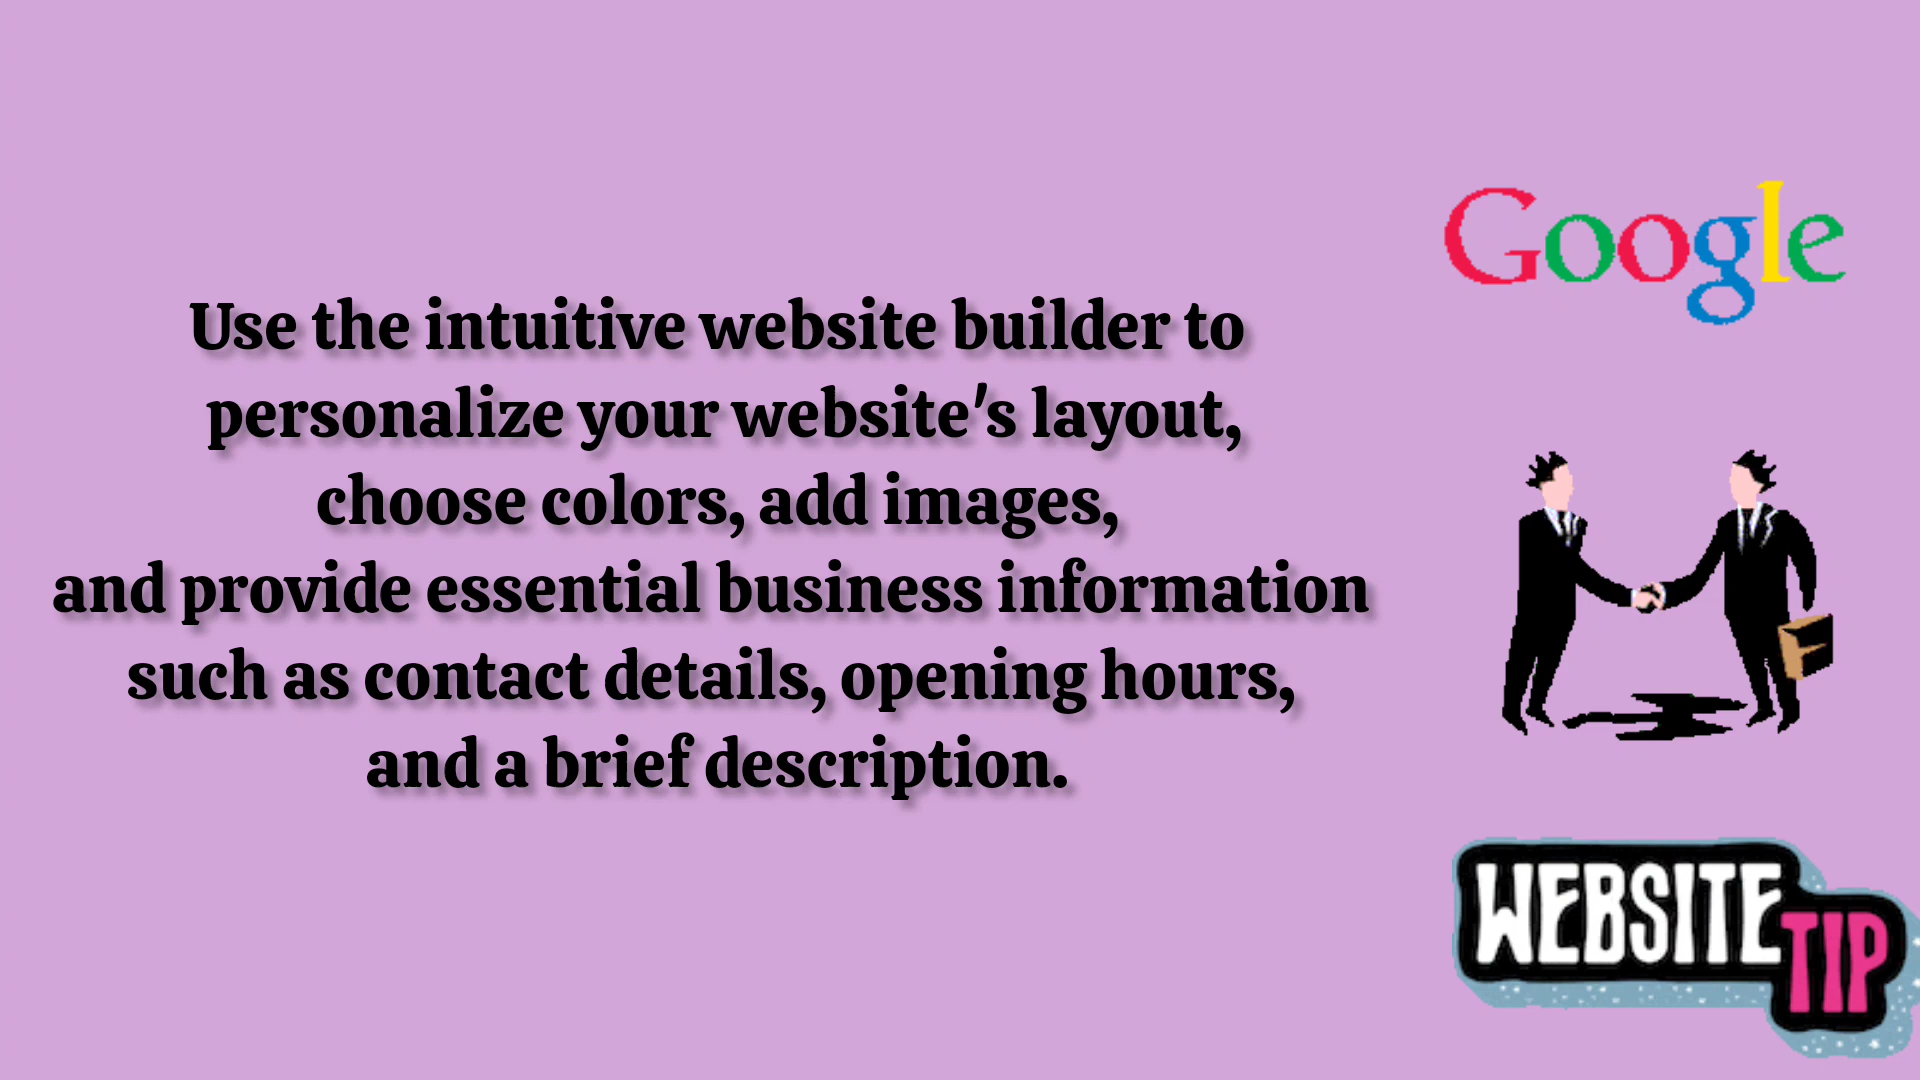 Google
Use the intuitive website builder to
personalize your website's layout,
choose colors, add images,
and provide essential business information
such as contact details, opening hours,
and a brief description.
WEBSITE
TIP